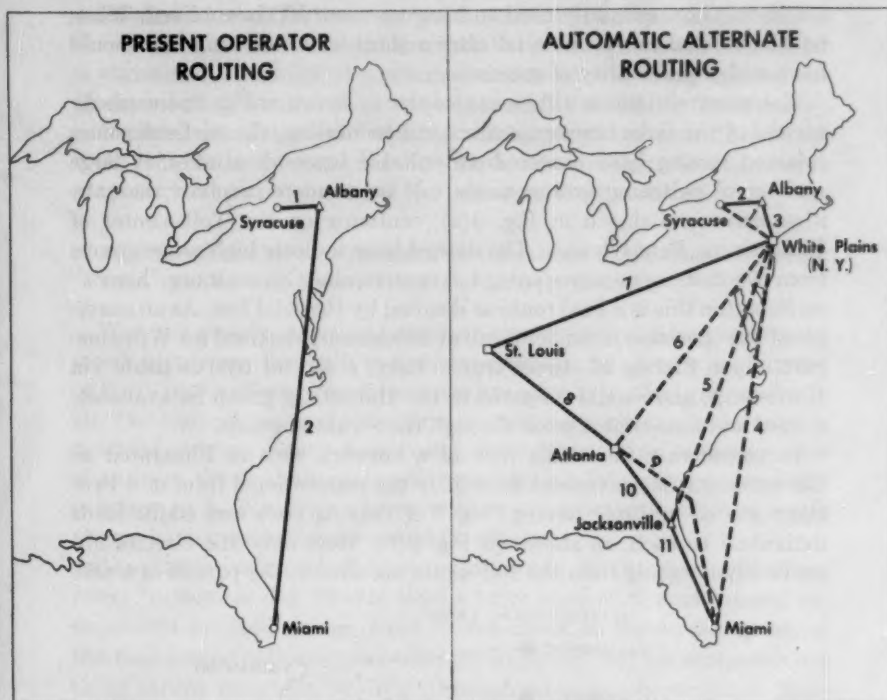 PRESENT OPERATOR
ROUTING
1
Albany
Syracuse
2
Miami
AUTOMATIC ALTERNATE
ROUTING
Albany
Syracuse
3
White Plains
(N. Y.)
7
6
St. Louis
5
8
4
Atlanta
9
10
Jacksonville
11
Miami